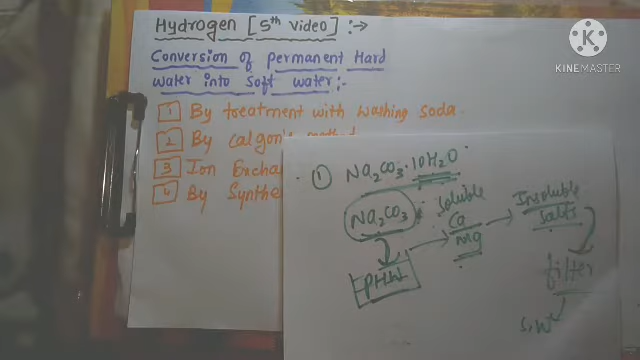 Hydrogen [5th Video] :→
Conversion of permanent Hard
water into Soft water:-
1 By treatment with washing soda.
2 By calgon's method
3 Ion Excha
4 By Synthe
① Na₂CO₃·10H₂O
Na₂CO₃
Soluble
Ca
mg
Insoluble
Salts
PHW
filter
S.W
K
KINEMASTER